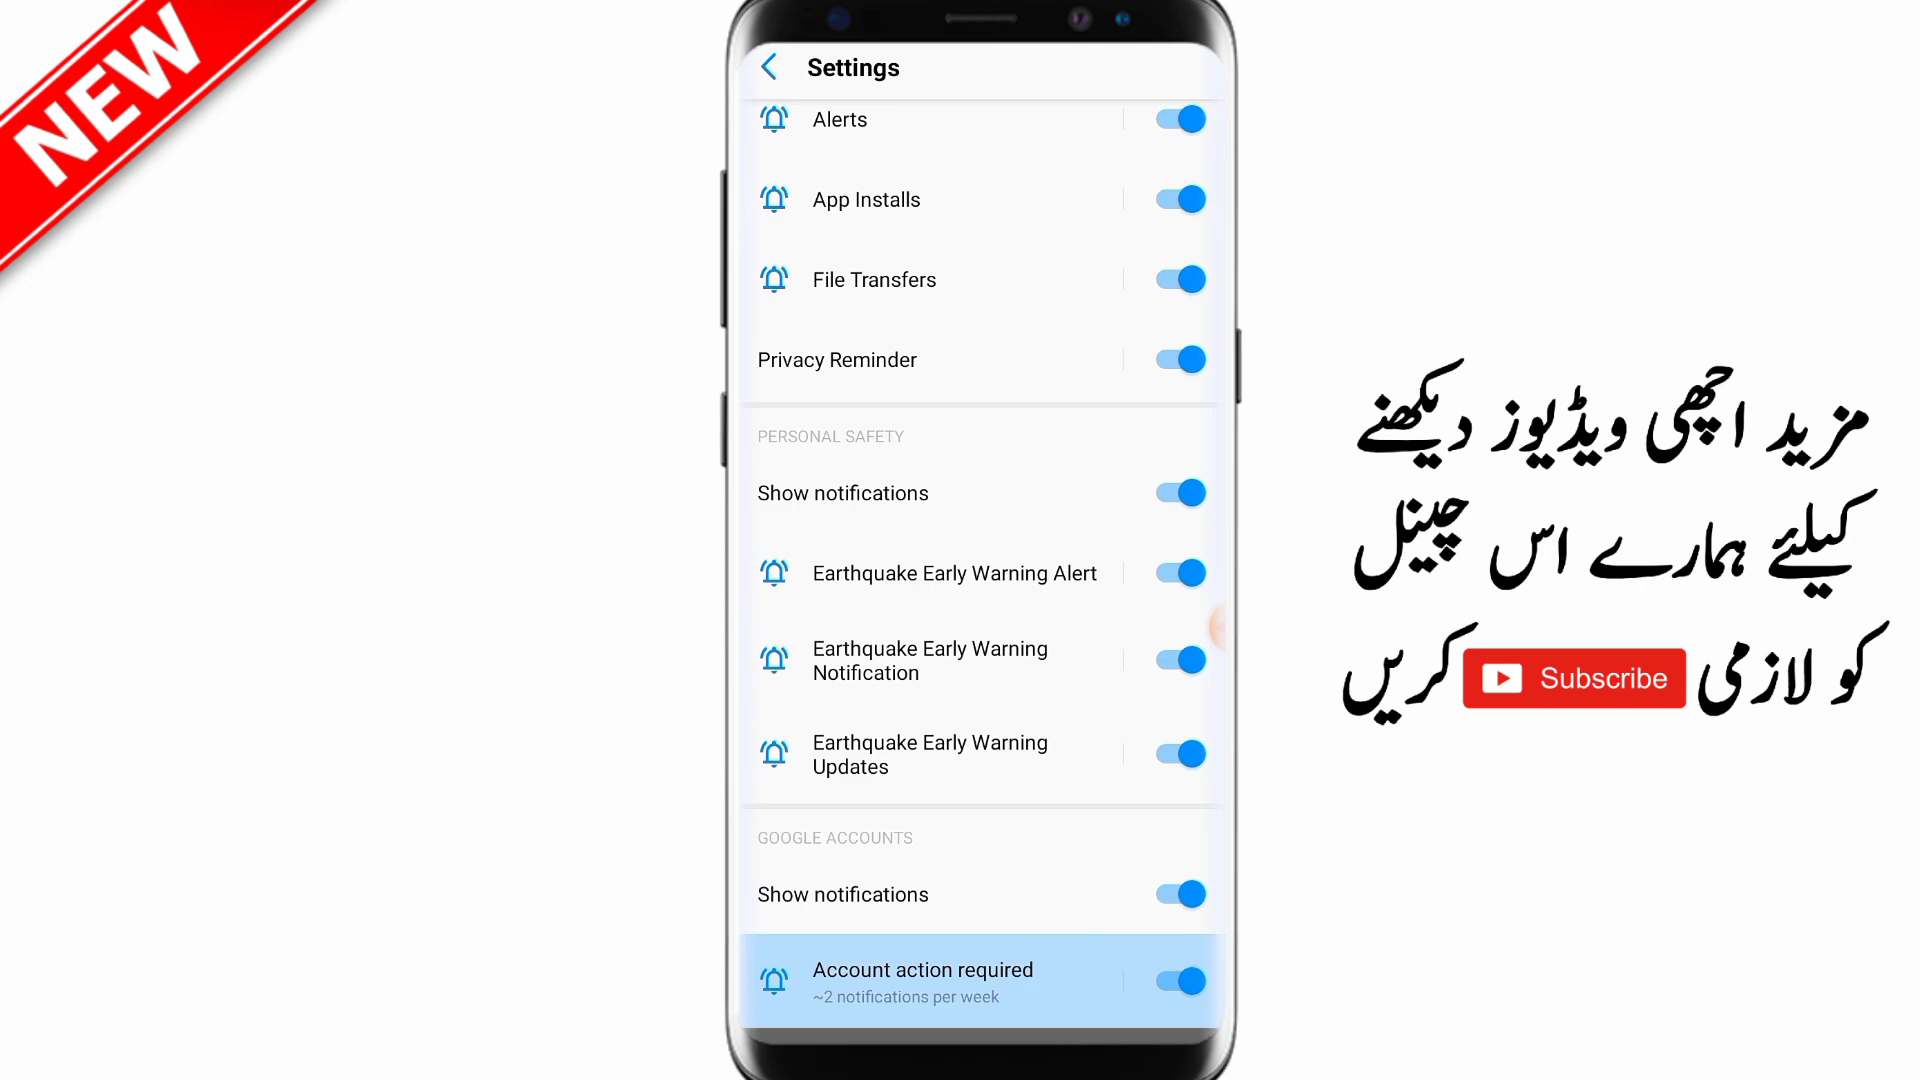 NEW
Settings
Alerts
App Installs
File Transfers
Privacy Reminder
PERSONAL SAFETY
Show notifications
Earthquake Early Warning Alert
Earthquake Early Warning
Notification
Earthquake Early Warning
Updates
GOOGLE ACCOUNTS
Show notifications
Account action required
~2 notifications per week
مزید اچھی ویڈیوز دیکھنے
کیلئے ہمارے اس چینل
کو لازمی Subscribe کریں